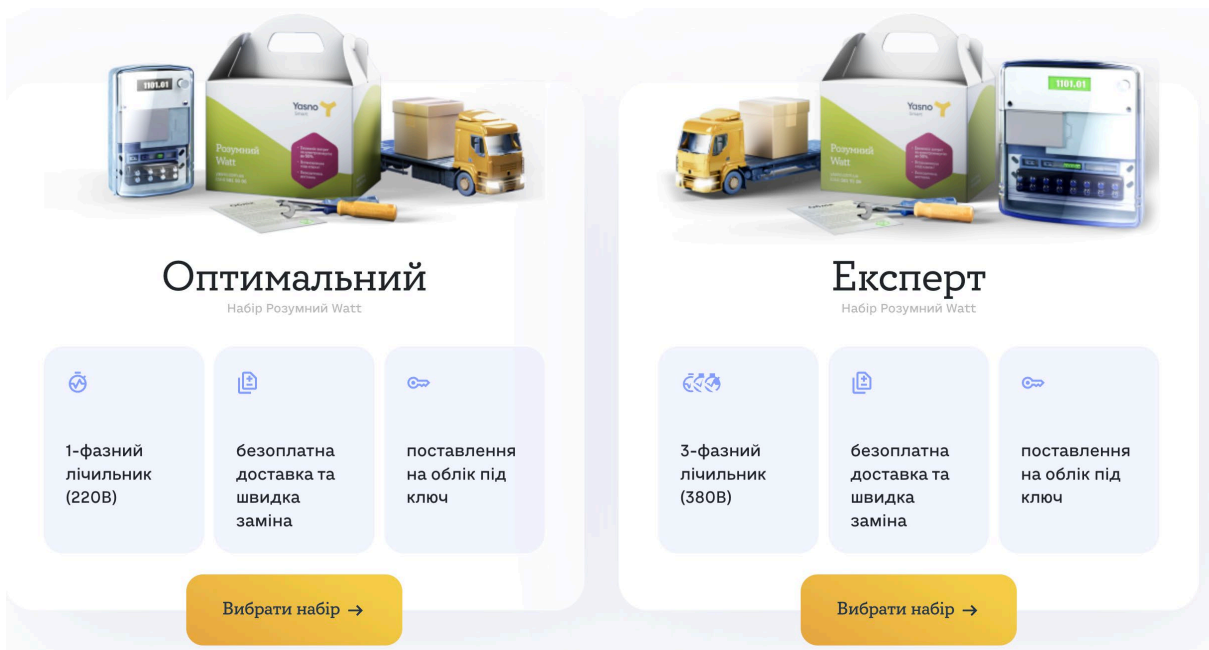 1101.01
Yasno
Smart
Розумний
Watt
1101.01
Yasno
Smart
Розумний
Watt
Оптимальний
Набір Розумний Watt
1-фазний
лічильник
(220В)
безоплатна
доставка та
швидка
заміна
поставлення
на облік під
ключ
Вибрати набір →
Експерт
Набір Розумний Watt
3-фазний
лічильник
(380В)
безоплатна
доставка та
швидка
заміна
поставлення
на облік під
ключ
Вибрати набір →